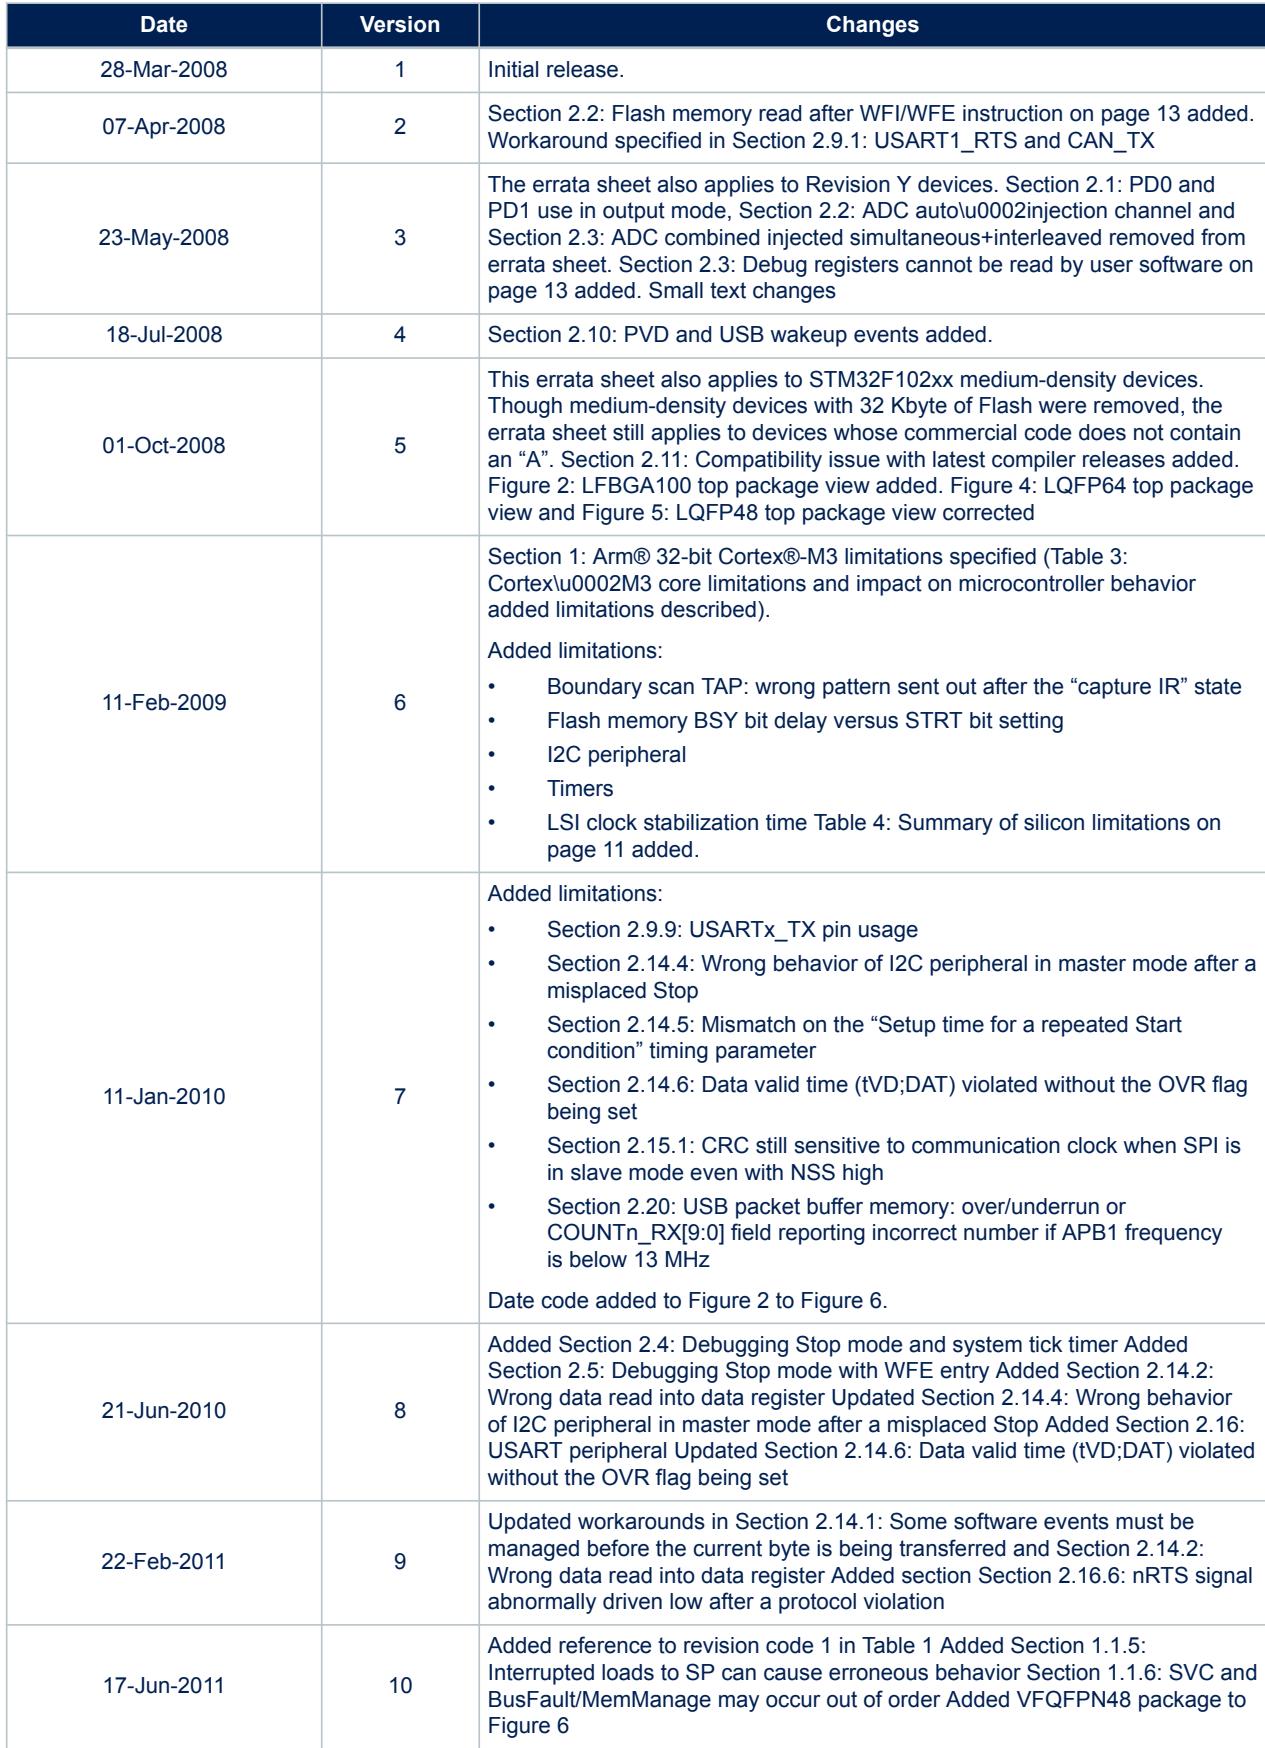 Date Version Changes
28-Mar-2008 1 Initial release.
07-Apr-2008 2 Section 2.2: Flash memory read after WFI/WFE instruction on page 13 added.
Workaround specified in Section 2.9.1: USART1_RTS and CAN_TX
23-May-2008 3 The errata sheet also applies to Revision Y devices. Section 2.1: PD0 and
PD1 use in output mode, Section 2.2: ADC auto\u0002injection channel and
Section 2.3: ADC combined injected simultaneous+interleaved removed from
errata sheet. Section 2.3: Debug registers cannot be read by user software on
page 13 added. Small text changes
18-Jul-2008 4 Section 2.10: PVD and USB wakeup events added.
01-Oct-2008 5 This errata sheet also applies to STM32F102xx medium-density devices.
Though medium-density devices with 32 Kbyte of Flash were removed, the
errata sheet still applies to devices whose commercial code does not contain
an “A”. Section 2.11: Compatibility issue with latest compiler releases added.
Figure 2: LFBGA100 top package view added. Figure 4: LQFP64 top package
view and Figure 5: LQFP48 top package view corrected
11-Feb-2009 6 Section 1: Arm® 32-bit Cortex®-M3 limitations specified (Table 3:
Cortex\u0002M3 core limitations and impact on microcontroller behavior
added limitations described).
Added limitations:
• Boundary scan TAP: wrong pattern sent out after the “capture IR” state
• Flash memory BSY bit delay versus STRT bit setting
• I2C peripheral
• Timers
• LSI clock stabilization time Table 4: Summary of silicon limitations on
page 11 added.
11-Jan-2010 7 Added limitations:
• Section 2.9.9: USARTx_TX pin usage
• Section 2.14.4: Wrong behavior of I2C peripheral in master mode after a
misplaced Stop
• Section 2.14.5: Mismatch on the “Setup time for a repeated Start
condition” timing parameter
• Section 2.14.6: Data valid time (tVD;DAT) violated without the OVR flag
being set
• Section 2.15.1: CRC still sensitive to communication clock when SPI is
in slave mode even with NSS high
• Section 2.20: USB packet buffer memory: over/underrun or
COUNTn_RX[9:0] field reporting incorrect number if APB1 frequency
is below 13 MHz
Date code added to Figure 2 to Figure 6.
21-Jun-2010 8 Added Section 2.4: Debugging Stop mode and system tick timer Added
Section 2.5: Debugging Stop mode with WFE entry Added Section 2.14.2:
Wrong data read into data register Updated Section 2.14.4: Wrong behavior
of I2C peripheral in master mode after a misplaced Stop Added Section 2.16:
USART peripheral Updated Section 2.14.6: Data valid time (tVD;DAT) violated
without the OVR flag being set
22-Feb-2011 9 Updated workarounds in Section 2.14.1: Some software events must be
managed before the current byte is being transferred and Section 2.14.2:
Wrong data read into data register Added section Section 2.16.6: nRTS signal
abnormally driven low after a protocol violation
17-Jun-2011 10 Added reference to revision code 1 in Table 1 Added Section 1.1.5:
Interrupted loads to SP can cause erroneous behavior Section 1.1.6: SVC and
BusFault/MemManage may occur out of order Added VFQFPN48 package to
Figure 6